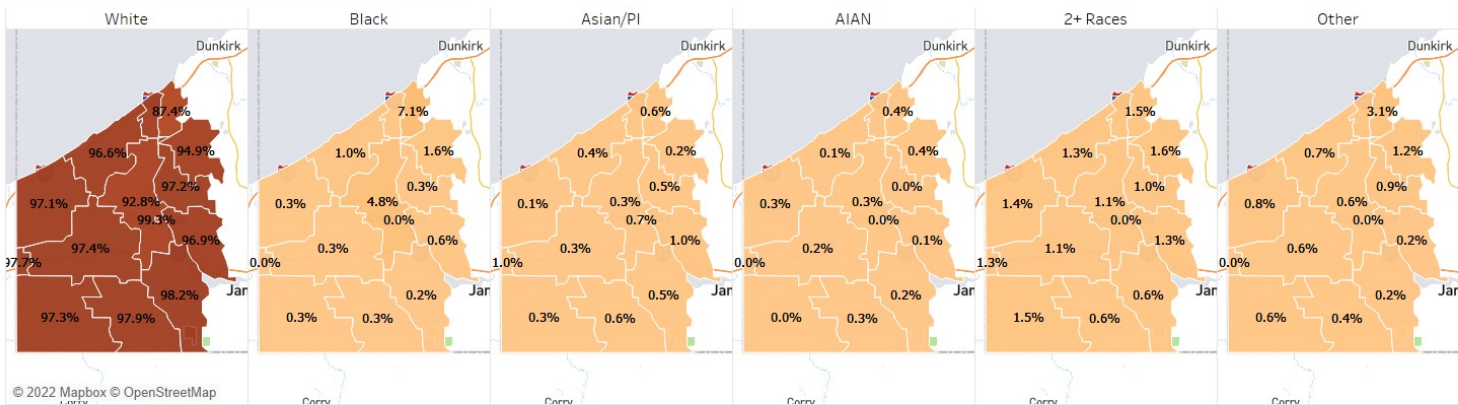 White Black Asian/PI AIAN 2+ Races Other
Dunkirk Dunkirk Dunkirk Dunkirk Dunkirk Dunkirk
87.4% 7.1% 0.6% 0.4% 1.5% 3.1%
96.6% 94.9% 1.0% 1.6% 0.4% 0.2% 0.1% 0.4% 1.3% 1.6% 0.7% 1.2%
97.2% 0.3% 0.5% 0.0% 1.0% 0.9%
97.1% 92.8% 0.3% 4.8% 0.1% 0.3% 0.3% 0.3% 1.4% 1.1% 0.8% 0.6%
99.3% 0.0% 0.7% 0.0% 0.0% 0.0%
97.4% 96.9% 0.3% 0.6% 0.3% 1.0% 0.2% 0.1% 1.1% 1.3% 0.6% 0.2%
97.7% 0.0% 1.0% 0.0% 1.3% 0.0%
Jan Jan Jan Jan Jan Jar
98.2% 0.2% 0.5% 0.2% 0.6% 0.2%
97.3% 97.9% 0.3% 0.3% 0.3% 0.6% 0.0% 0.3% 1.5% 0.6% 0.6% 0.4%
© 2022 Mapbox © OpenStreetMap
Corry Corry Corry Corry Corry Corry